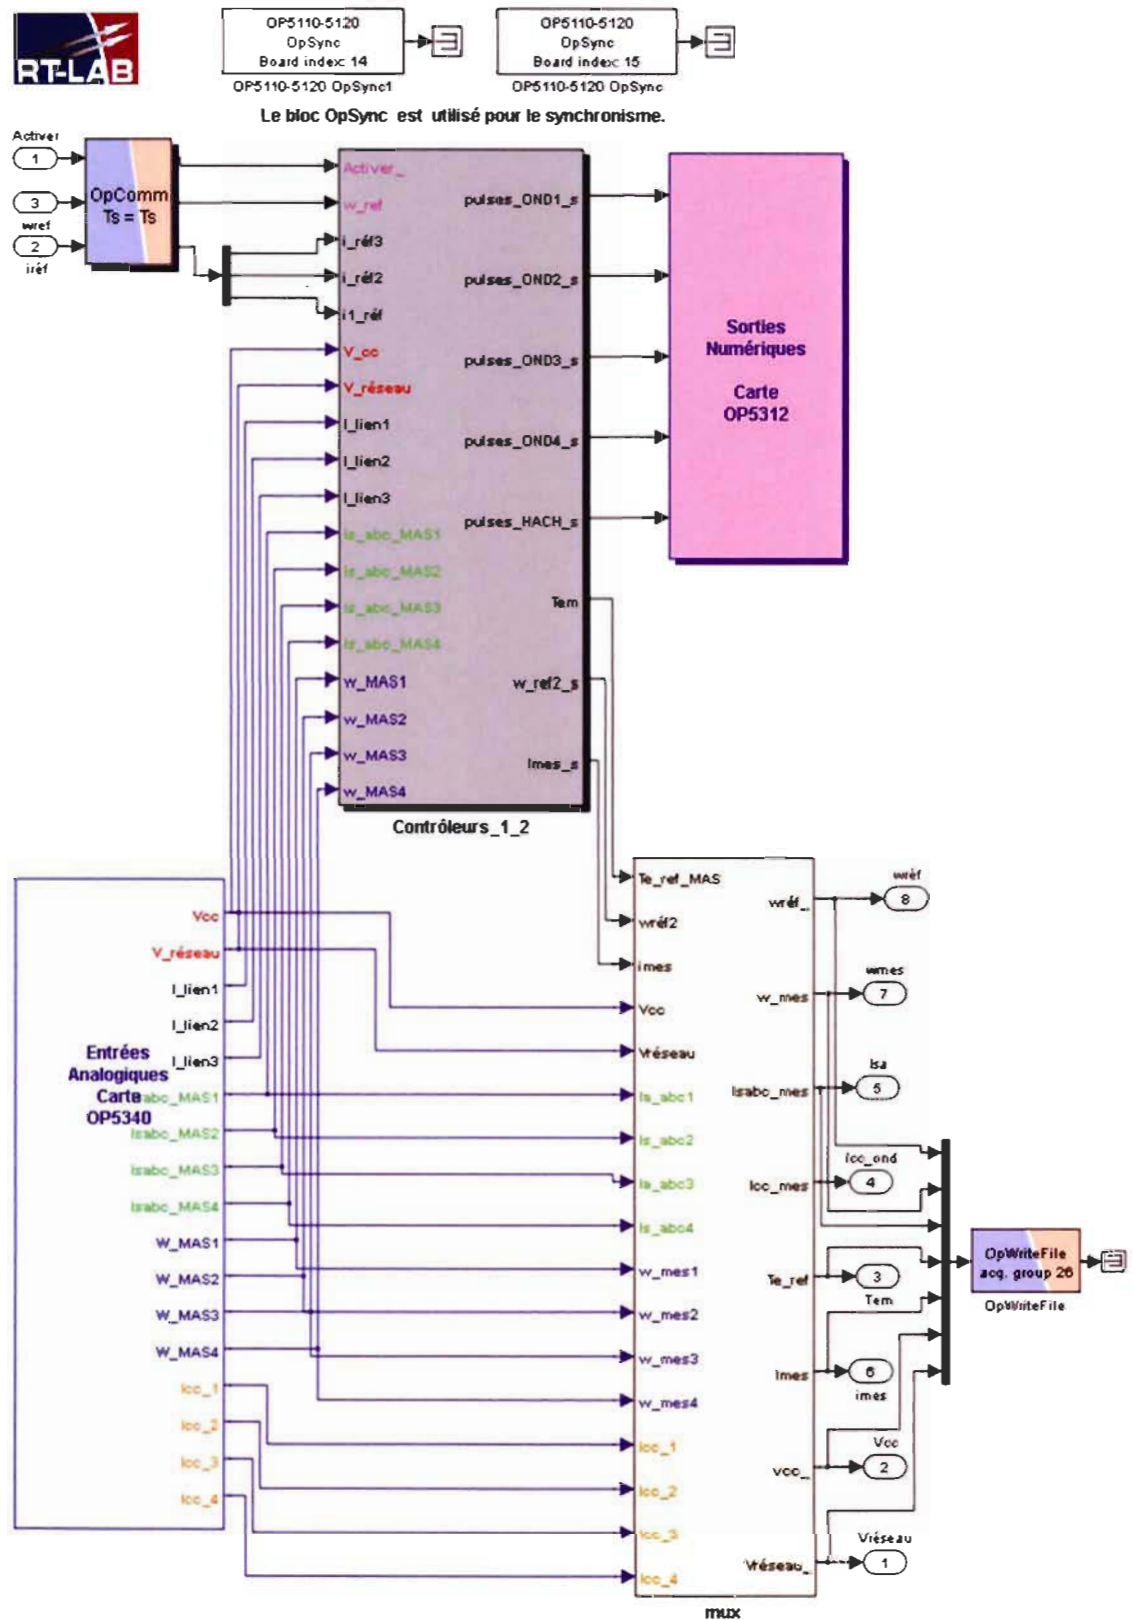 RT-LAB
OP5110-5120
OpSync
Board index: 14
OP5110-5120 OpSync1
OP5110-5120
OpSync
Board index: 15
OP5110-5120 OpSync
Le bloc OpSync est utilisé pour le synchronisme.
Activer
1
3
wref
2
iréf
OpComm
Ts = Ts
Activer_
w_ref
i_réf3
i_réf2
i1_réf
V_cc
V_réseau
I_lien1
I_lien2
I_lien3
Is_abc_MAS1
Is_abc_MAS2
Is_abc_MAS3
Is_abc_MAS4
w_MAS1
w_MAS2
w_MAS3
w_MAS4
pulses_OND1_s
pulses_OND2_s
pulses_OND3_s
pulses_OND4_s
pulses_HACH_s
Tem
w_ref2_s
Imes_s
Contrôleurs_1_2
Sorties
Numériques
Carte
OP5312
Entrées
Analogiques
Carte
OP5340
Vcc
V_réseau
I_lien1
I_lien2
I_lien3
abc_MAS1
Isabc_MAS2
Isabc_MAS3
Isabc_MAS4
W_MAS1
W_MAS2
W_MAS3
W_MAS4
Icc_1
Icc_2
Icc_3
Icc_4
Te_ref_MAS
wréf2
imes
Vcc
Vréseau
Is_abc1
Is_abc2
Is_abc3
Is_abc4
w_mes1
w_mes2
w_mes3
w_mes4
Icc_1
Icc_2
Icc_3
Icc_4
wréf_
w_mes
Isabc_mes
Icc_mes
Te_ref
Imes
vcc_
Vréseau_
mux
wréf
8
wmes
7
Isa
5
Icc_ond
4
3
Tem
6
imes
Vcc
2
Vréseau
1
OpWriteFile
acq. group 26
OpWriteFile